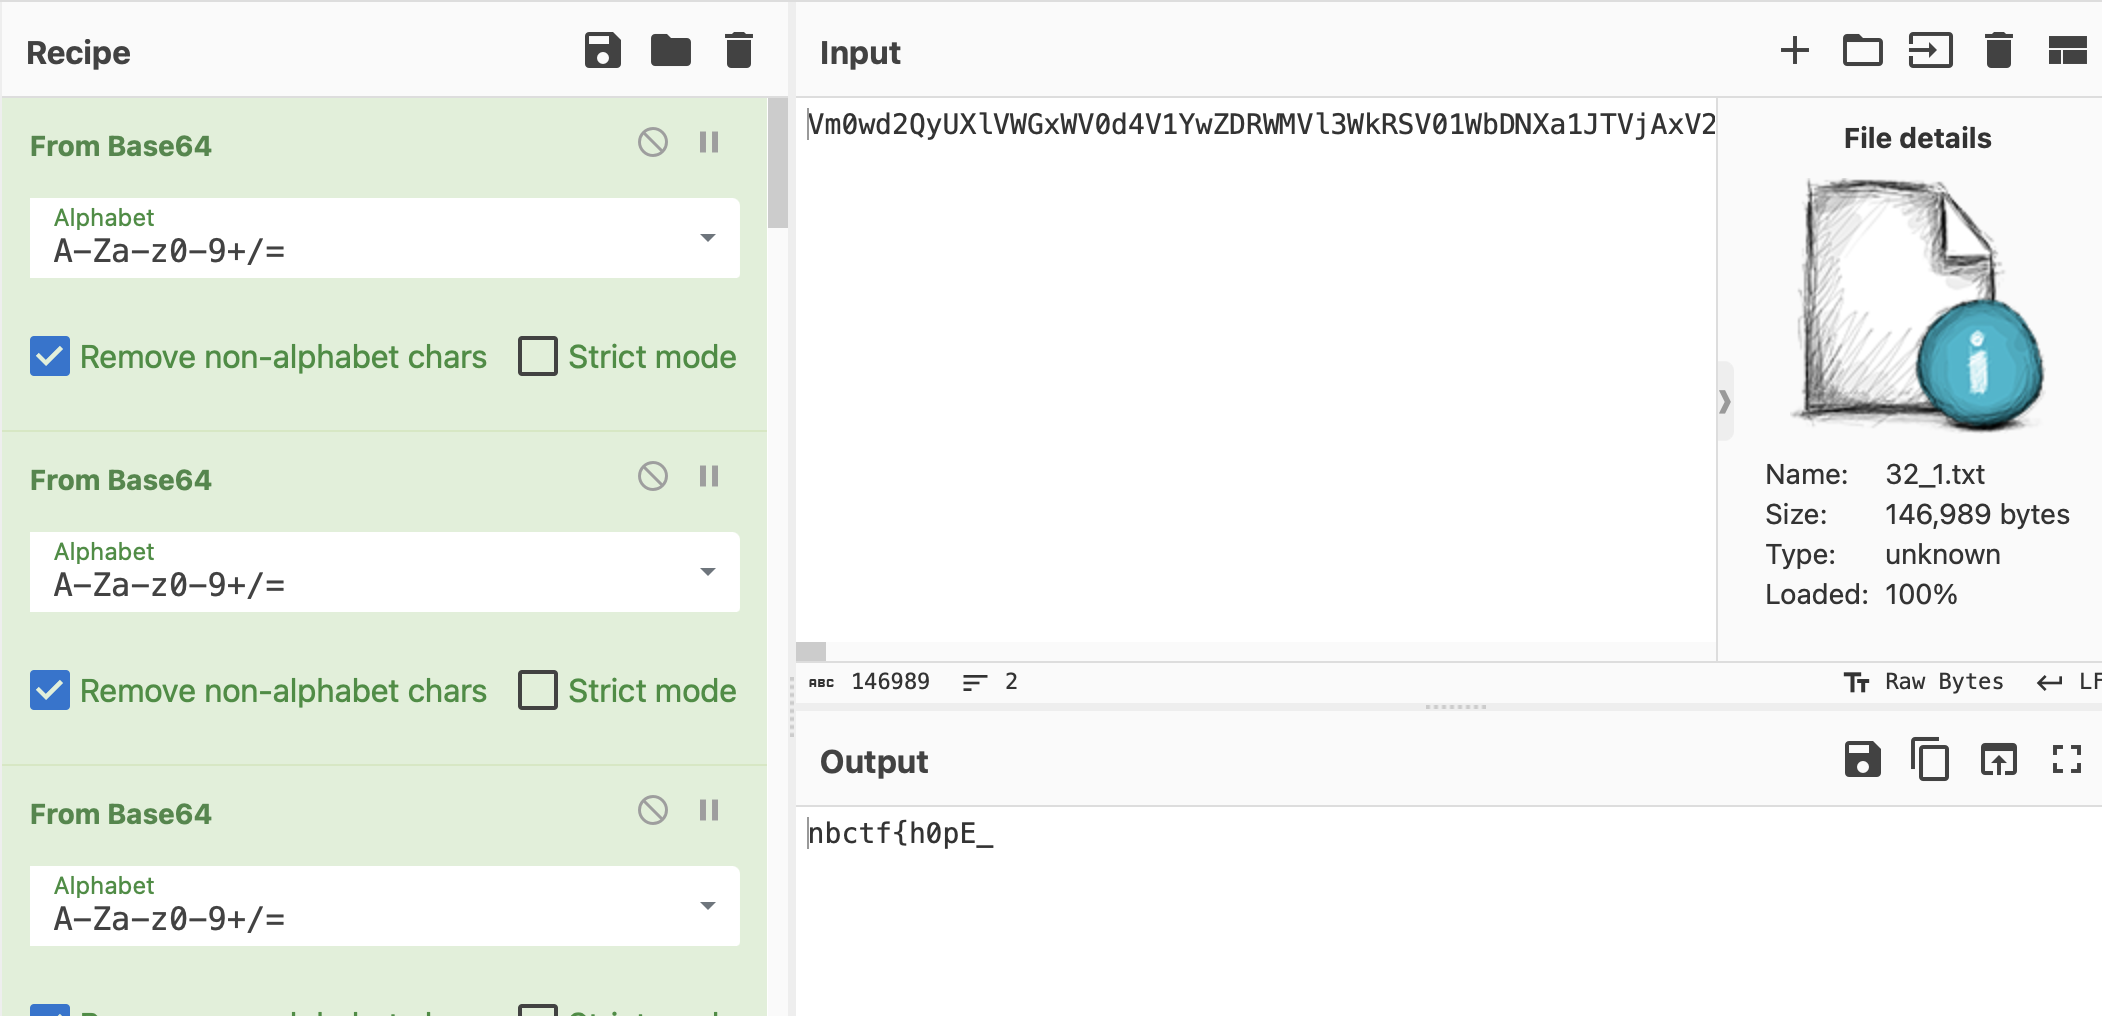 Recipe
From Base64
Alphabet
A-Za-z0-9+/=
Remove non-alphabet chars Strict mode
From Base64
Alphabet
A-Za-z0-9+/=
Remove non-alphabet chars Strict mode
From Base64
Alphabet
A-Za-z0-9+/=
Input
Vm0wd2QyUXlVWGxWV0d4V1YwZDRWMVl3WkRSV01WbDNXa1JTVjAxV2
File details
Name: 32_1.txt
Size: 146,989 bytes
Type: unknown
Loaded: 100%
ABC 146989 2
Tт Raw Bytes LF
Output
nbctf{h0pE_